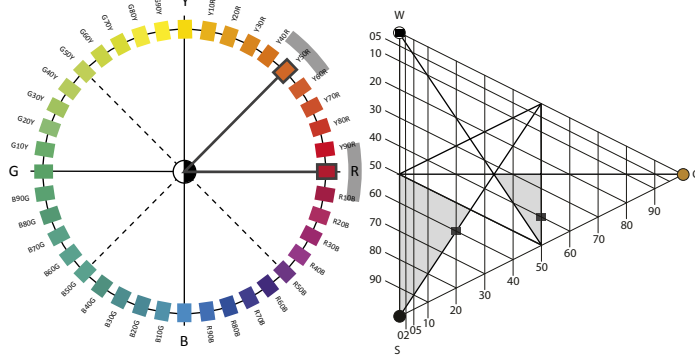 Y
Y10R
Y20R
Y30R
Y40R
Y50R
Y60R
Y70R
Y80R
Y90R
R
R10B
R20B
R30B
R40B
R50B
R60B
R70B
R80B
R90B
B
B10G
B20G
B30G
B40G
B50G
B60G
B70G
B80G
B90G
G
G10Y
G20Y
G30Y
G40Y
G50Y
G60Y
G70Y
G80Y
G90Y
W
05
10
20
30
40
50
60
70
80
90
S
02
05
10
20
30
40
50
60
70
80
90